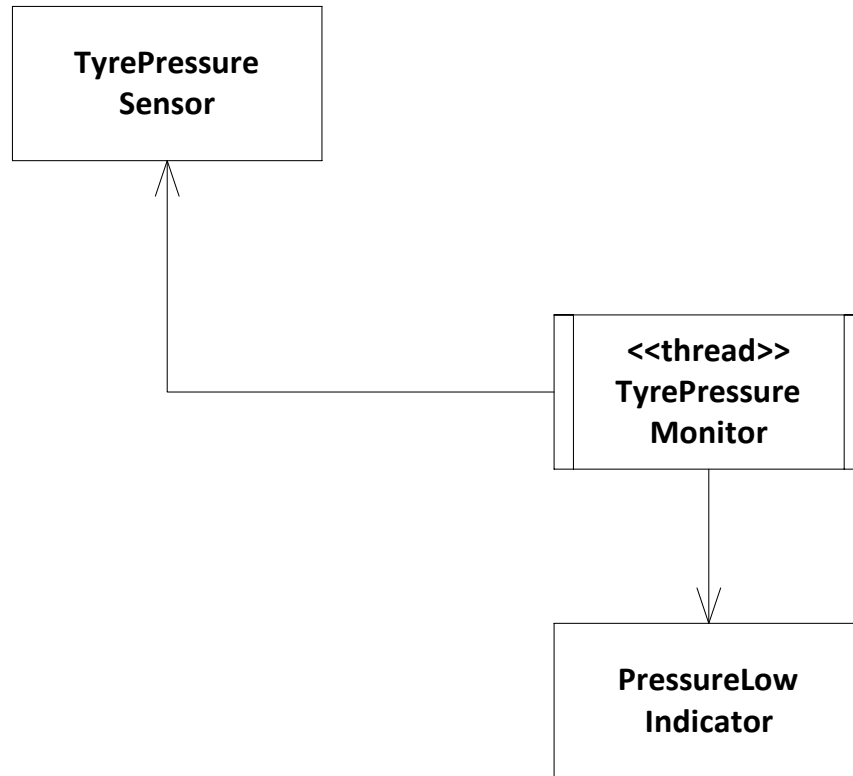 TyrePressure
Sensor
<<thread>>
TyrePressure
Monitor
PressureLow
Indicator